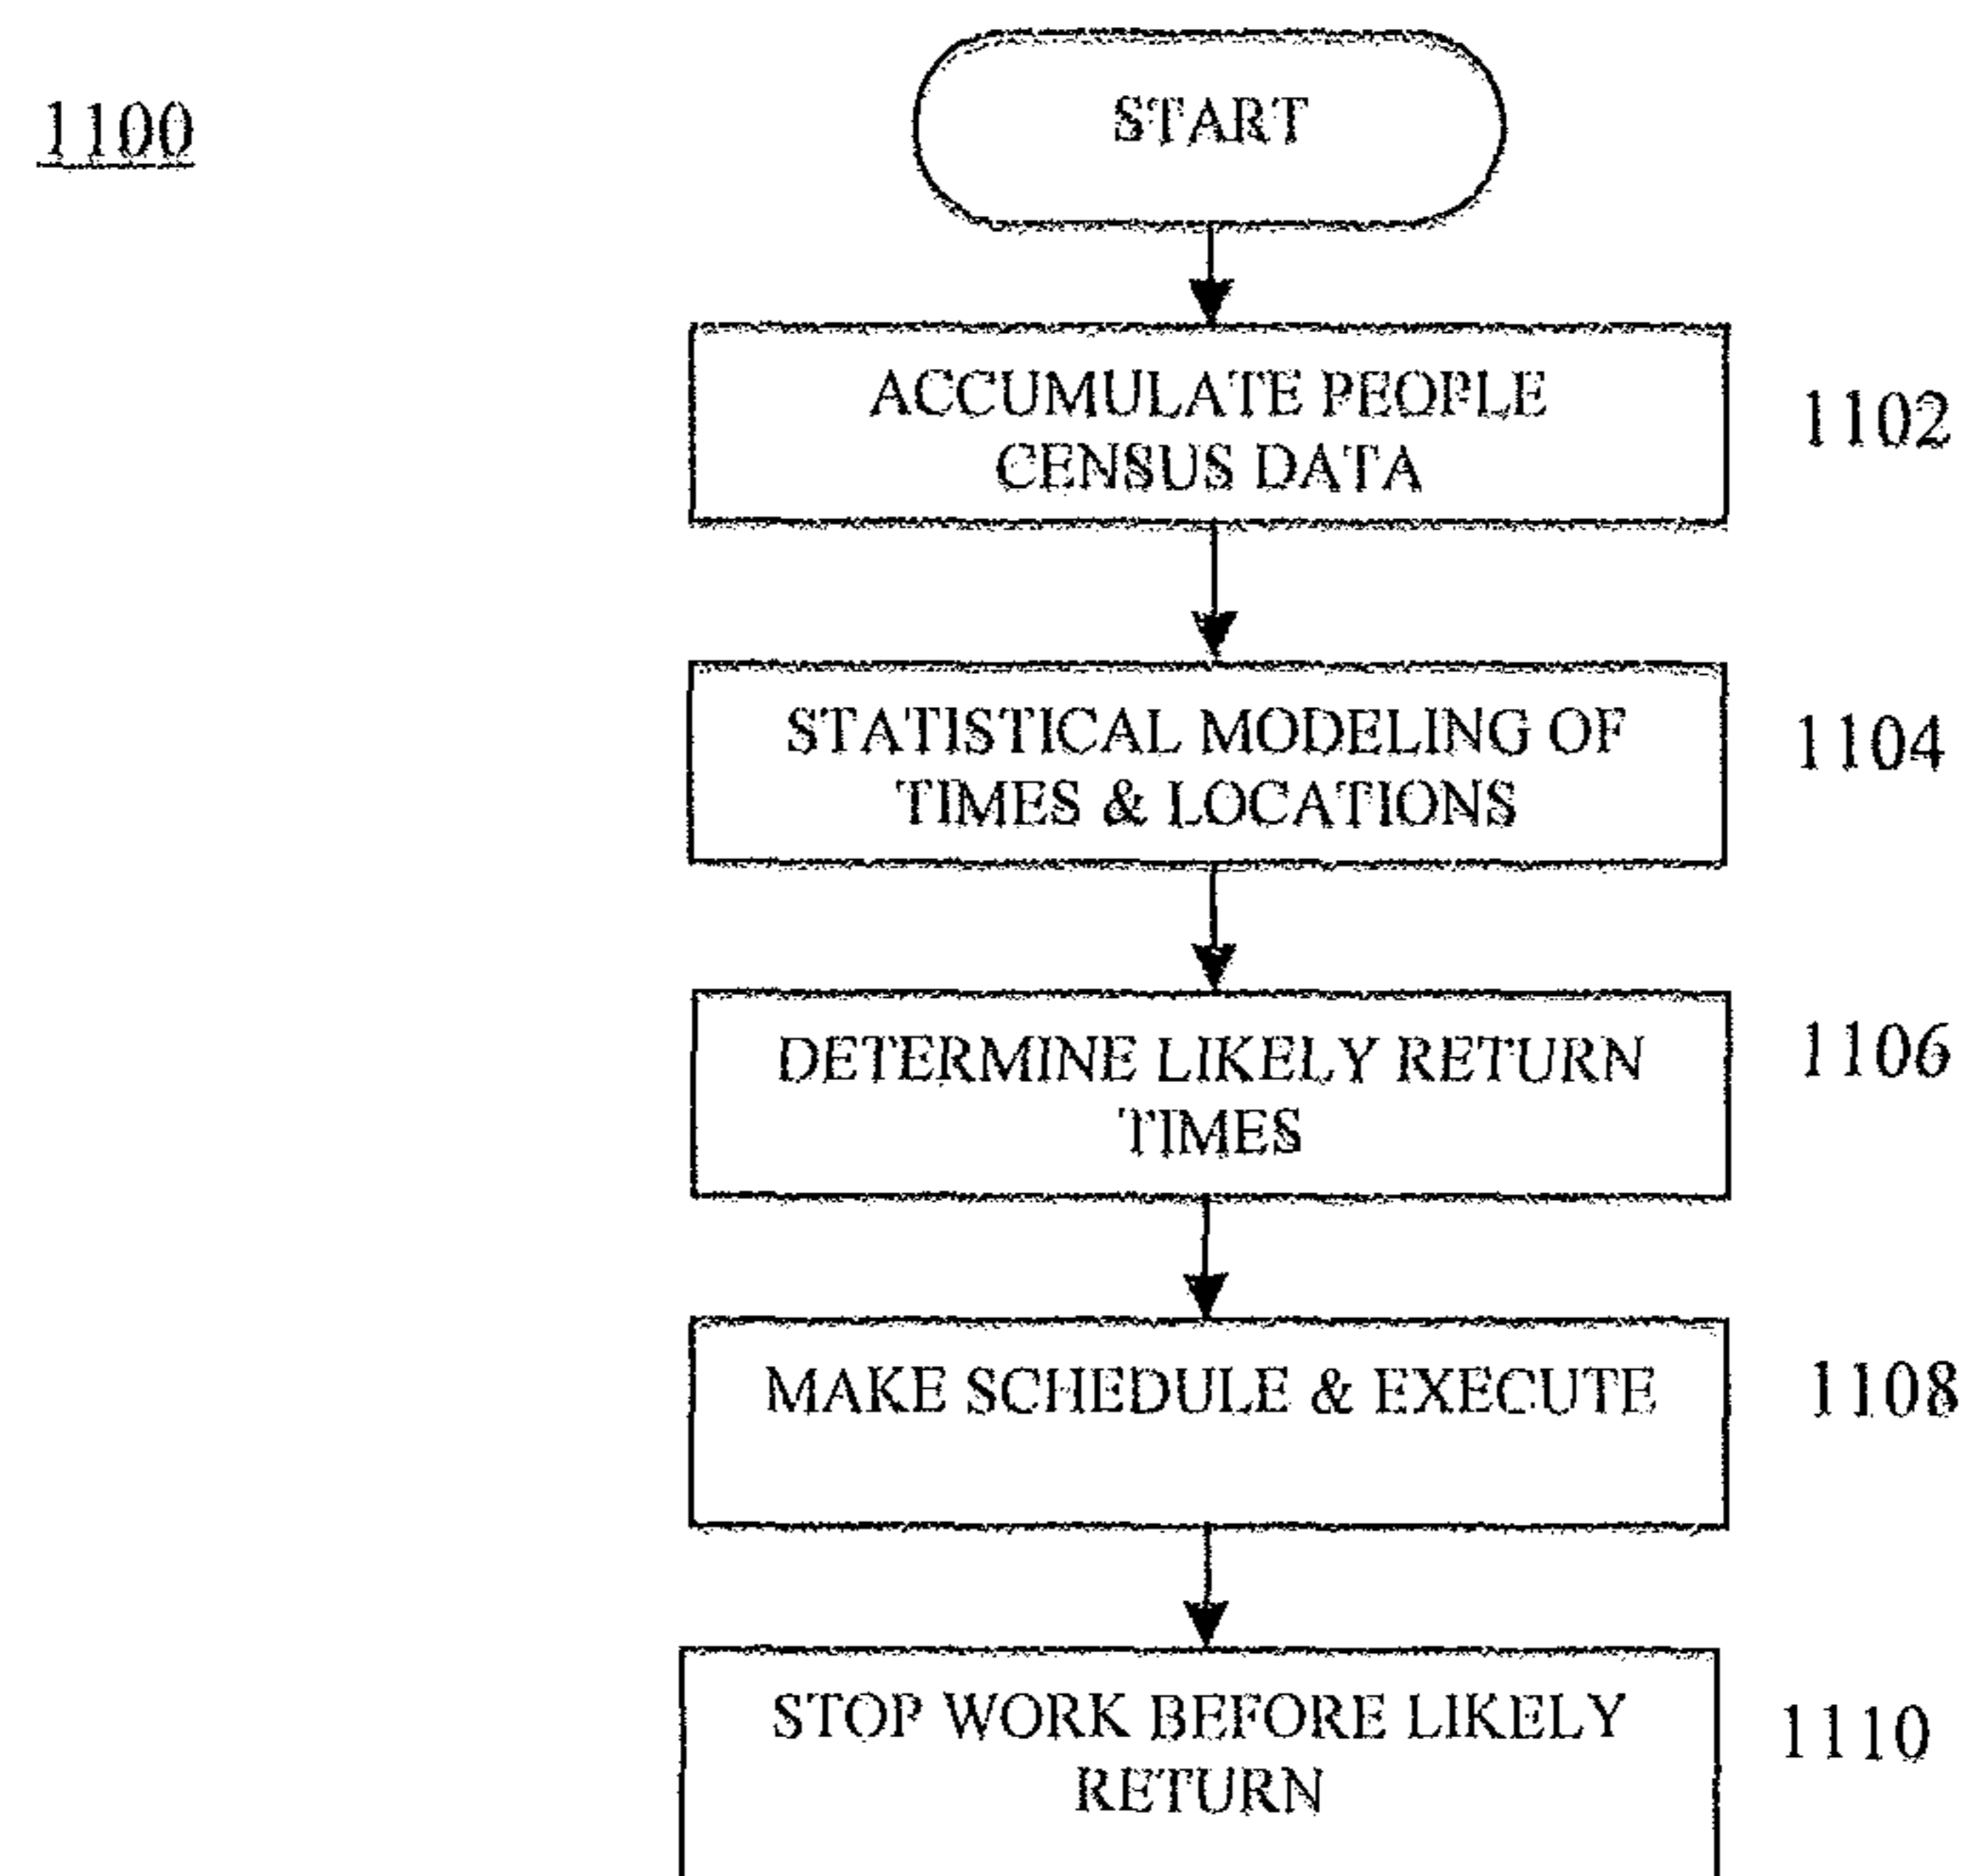 1100
START
ACCUMULATE PEOPLE
CENSUS DATA
1102
STATISTICAL MODELING OF
TIMES & LOCATIONS
1104
DETERMINE LIKELY RETURN
TIMES
1106
MAKE SCHEDULE & EXECUTE
1108
STOP WORK BEFORE LIKELY
RETURN
1110